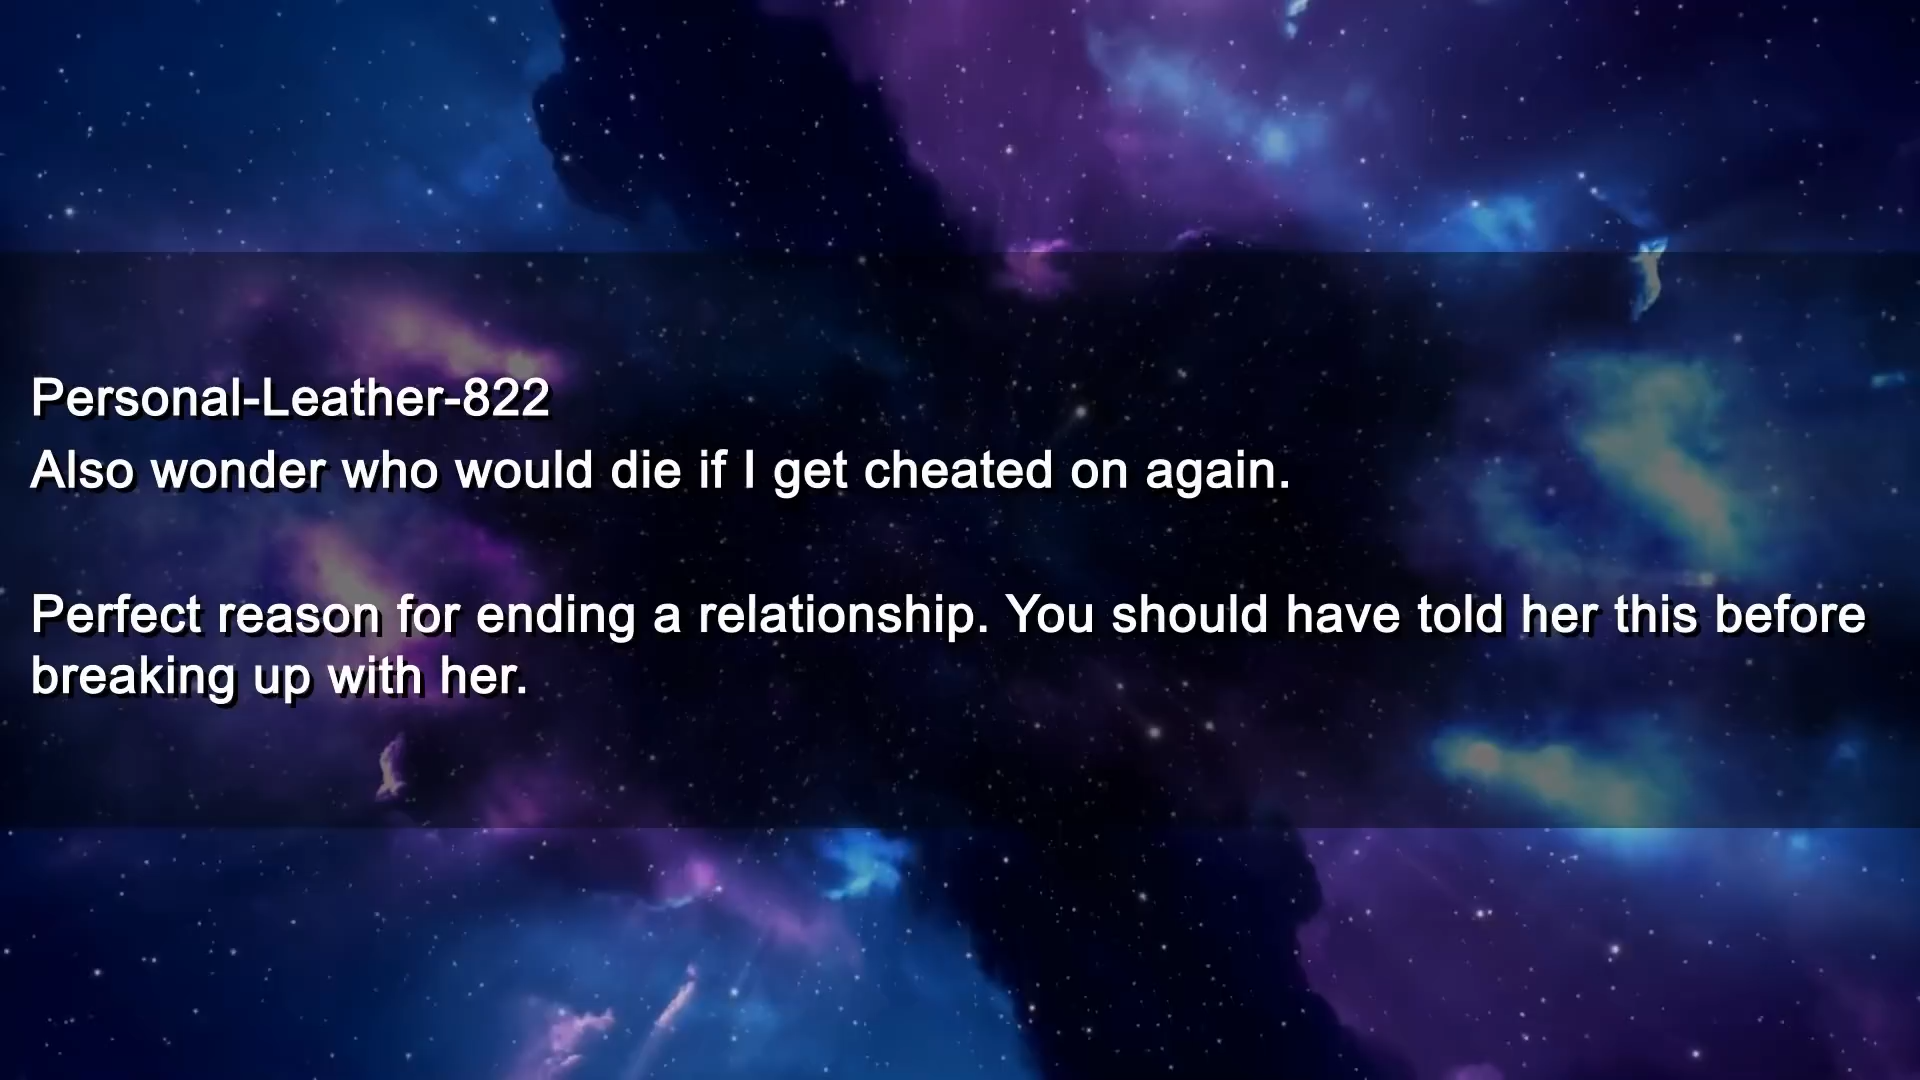 Personal-Leather-822
Also wonder who would die if I get cheated on again.
Perfect reason for ending a relationship. You should have told her this before
breaking up with her.